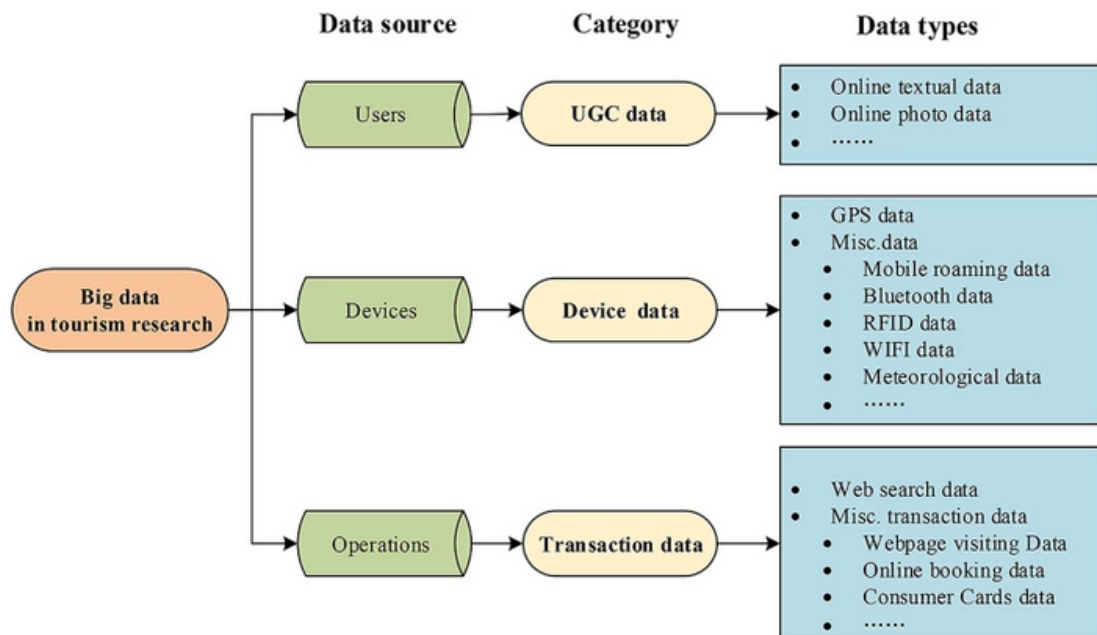 Data source
Category
Data types
Users
UGC data
• Online textual data
• Online photo data
• ......
Big data
in tourism research
Devices
Device data
• GPS data
• Misc.data
• Mobile roaming data
• Bluetooth data
• RFID data
• WIFI data
• Meteorological data
• ......
Operations
Transaction data
• Web search data
• Misc. transaction data
• Webpage visiting Data
• Online booking data
• Consumer Cards data
• ......